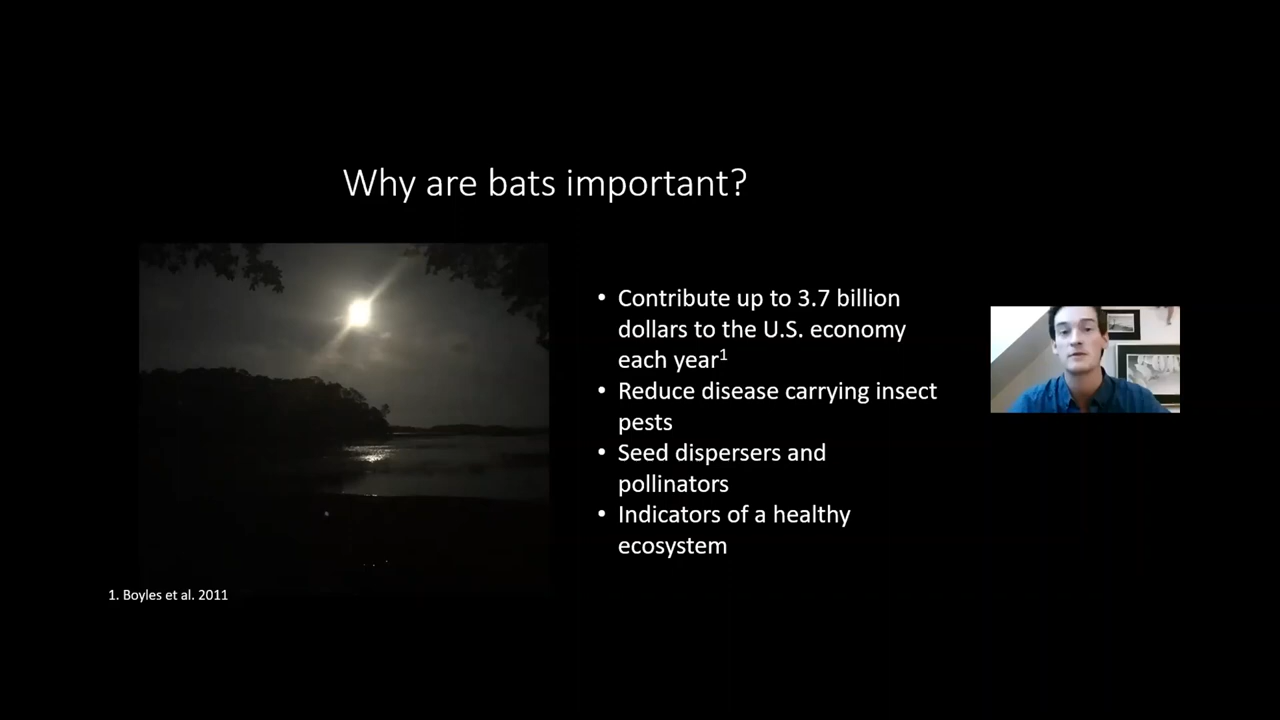 Why are bats important?
• Contribute up to 3.7 billion
dollars to the U.S. economy
each year¹
• Reduce disease carrying insect
pests
• Seed dispersers and
pollinators
• Indicators of a healthy
ecosystem
1. Boyles et al. 2011